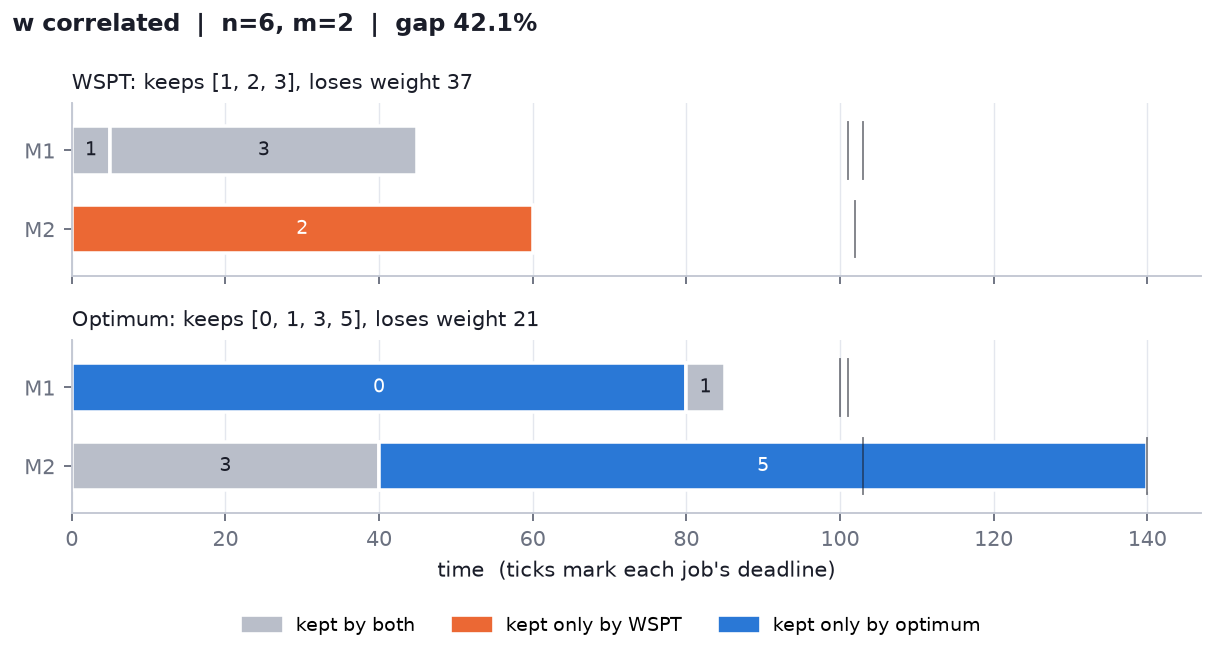 w correlated | n=6, m=2 | gap 42.1%
WSPT: keeps [1, 2, 3], loses weight 37
M1
1
3
M2
2
Optimum: keeps [0, 1, 3, 5], loses weight 21
M1
0
1
M2
3
5
0 20 40 60 80 100 120 140
time (ticks mark each job's deadline)
kept by both kept only by WSPT kept only by optimum